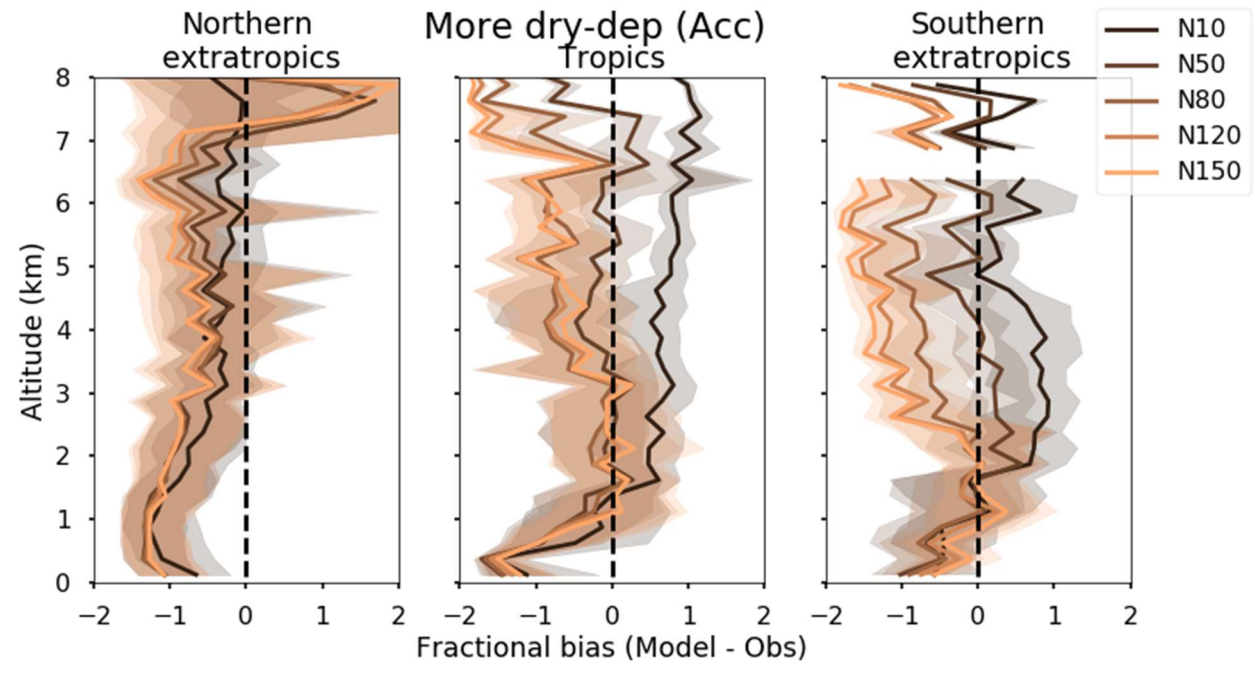 More dry-dep (Acc)
Northern
extratropics
Tropics
Southern
extratropics
N10
N50
N80
N120
N150
Altitude (km)
8
7
6
5
4
3
2
1
0
−2 −1 0 1 2
−2 −1 0 1 2
−2 −1 0 1 2
Fractional bias (Model - Obs)